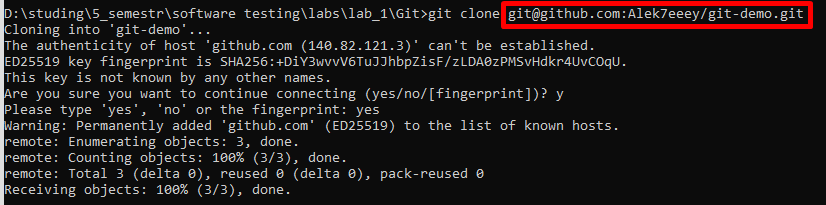 D:\studing\5_semestr\software testing\labs\lab_1\Git>git clone git@github.com:Alek7eeey/git-demo.git
Cloning into 'git-demo'...
The authenticity of host 'github.com (140.82.121.3)' can't be established.
ED25519 key fingerprint is SHA256:+DiY3wvvV6TuJJhbpZisF/zLDA0zPMSvHdkr4UvCOqU.
This key is not known by any other names.
Are you sure you want to continue connecting (yes/no/[fingerprint])? y
Please type 'yes', 'no' or the fingerprint: yes
Warning: Permanently added 'github.com' (ED25519) to the list of known hosts.
remote: Enumerating objects: 3, done.
remote: Counting objects: 100% (3/3), done.
remote: Total 3 (delta 0), reused 0 (delta 0), pack-reused 0
Receiving objects: 100% (3/3), done.